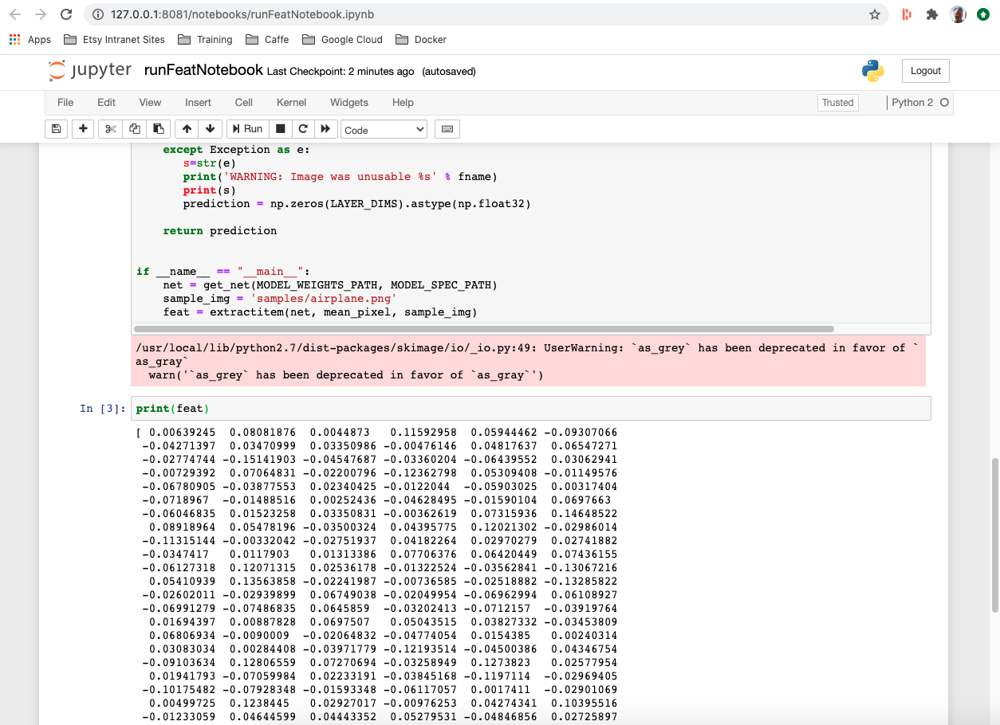 127.0.0.1:8081/notebooks/runFeatNotebook.ipynb
Apps Etsy Intranet Sites Training Caffe Google Cloud Docker
jupyter runFeatNotebook Last Checkpoint: 2 minutes ago (autosaved) Logout
File Edit View Insert Cell Kernel Widgets Help Trusted Python 2
Run Code
except Exception as e:
s=str(e)
print('WARNING: Image was unusable %s' % fname)
print(s)
prediction = np.zeros(LAYER_DIMS).astype(np.float32)
return prediction
if __name__ == "__main__":
net = get_net(MODEL_WEIGHTS_PATH, MODEL_SPEC_PATH)
sample_img = 'samples/airplane.png'
feat = extractitem(net, mean_pixel, sample_img)
/usr/local/lib/python2.7/dist-packages/skimage/io/_io.py:49: UserWarning: `as_grey` has been deprecated in favor of `
as_gray`
warn('`as_grey` has been deprecated in favor of `as_gray`')
In [3]: print(feat)
[ 0.00639245 0.08081876 0.0044873 0.11592958 0.05944462 -0.09307066
-0.04271397 0.03470999 0.03350986 -0.00476146 0.04817637 0.06547271
-0.02774744 -0.15141903 -0.04547687 -0.03360204 -0.06439552 0.03062941
-0.00729392 0.07064831 -0.02200796 -0.12362798 0.05309408 -0.01149576
-0.06780905 -0.03877553 0.02340425 -0.0122044 -0.05903025 0.00317404
-0.0718967 -0.01488516 0.00252436 -0.04628495 -0.01590104 0.0697663
-0.06046835 0.01523258 0.03350831 -0.00362619 0.07315936 0.14648522
0.08918964 0.05478196 -0.03500324 0.04395775 0.12021302 -0.02986014
-0.11315144 -0.00332042 -0.02751937 0.04182264 0.02970279 0.02741882
-0.0347417 0.0117903 0.01313386 0.07706376 0.06420449 0.07436155
-0.06127318 0.12071315 0.02536178 -0.01322524 -0.03562841 -0.13067216
0.05410939 0.13563858 -0.02241987 -0.00736585 -0.02518882 -0.13285822
-0.02602011 -0.02939899 0.06749038 -0.02049954 -0.06962994 0.06108927
-0.06991279 -0.07486835 0.0645859 -0.03202413 -0.0712157 -0.03919764
0.01694397 0.00887828 0.0697507 0.05043515 0.03827332 -0.03453809
0.06806934 -0.0090009 -0.02064832 -0.04774054 0.0154385 0.00240314
0.03083034 0.00284408 -0.03971779 -0.12193514 -0.04500386 0.04346754
-0.09103634 0.12806559 0.07270694 -0.03258949 0.1273823 0.02577954
0.01941793 -0.07059984 0.02233191 -0.03845168 -0.1197114 -0.02969405
-0.10175482 -0.07928348 -0.01593348 -0.06117057 0.0017411 -0.02901069
0.00499725 0.1238445 0.02927017 -0.00976253 0.04274341 0.10395516
-0.01233059 0.04644599 0.04443352 0.05279531 -0.04846856 0.02725897